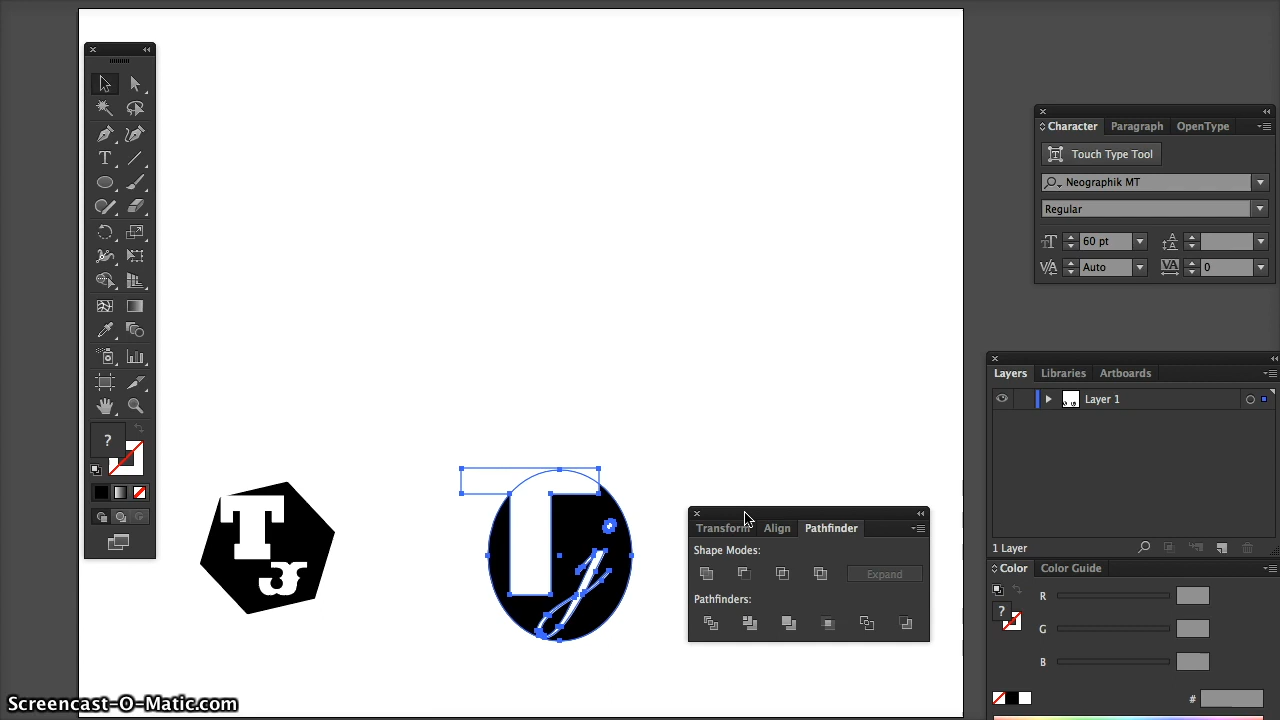 Character Paragraph OpenType
Touch Type Tool
Neographik MT
Regular
60 pt
Auto 0
Layers Libraries Artboards
Layer 1
?
T
j
T
j
Transform Align Pathfinder
Shape Modes:
Expand
Pathfinders:
1 Layer
Color Color Guide
?
R
G
B
#
Screencast-O-Matic.com